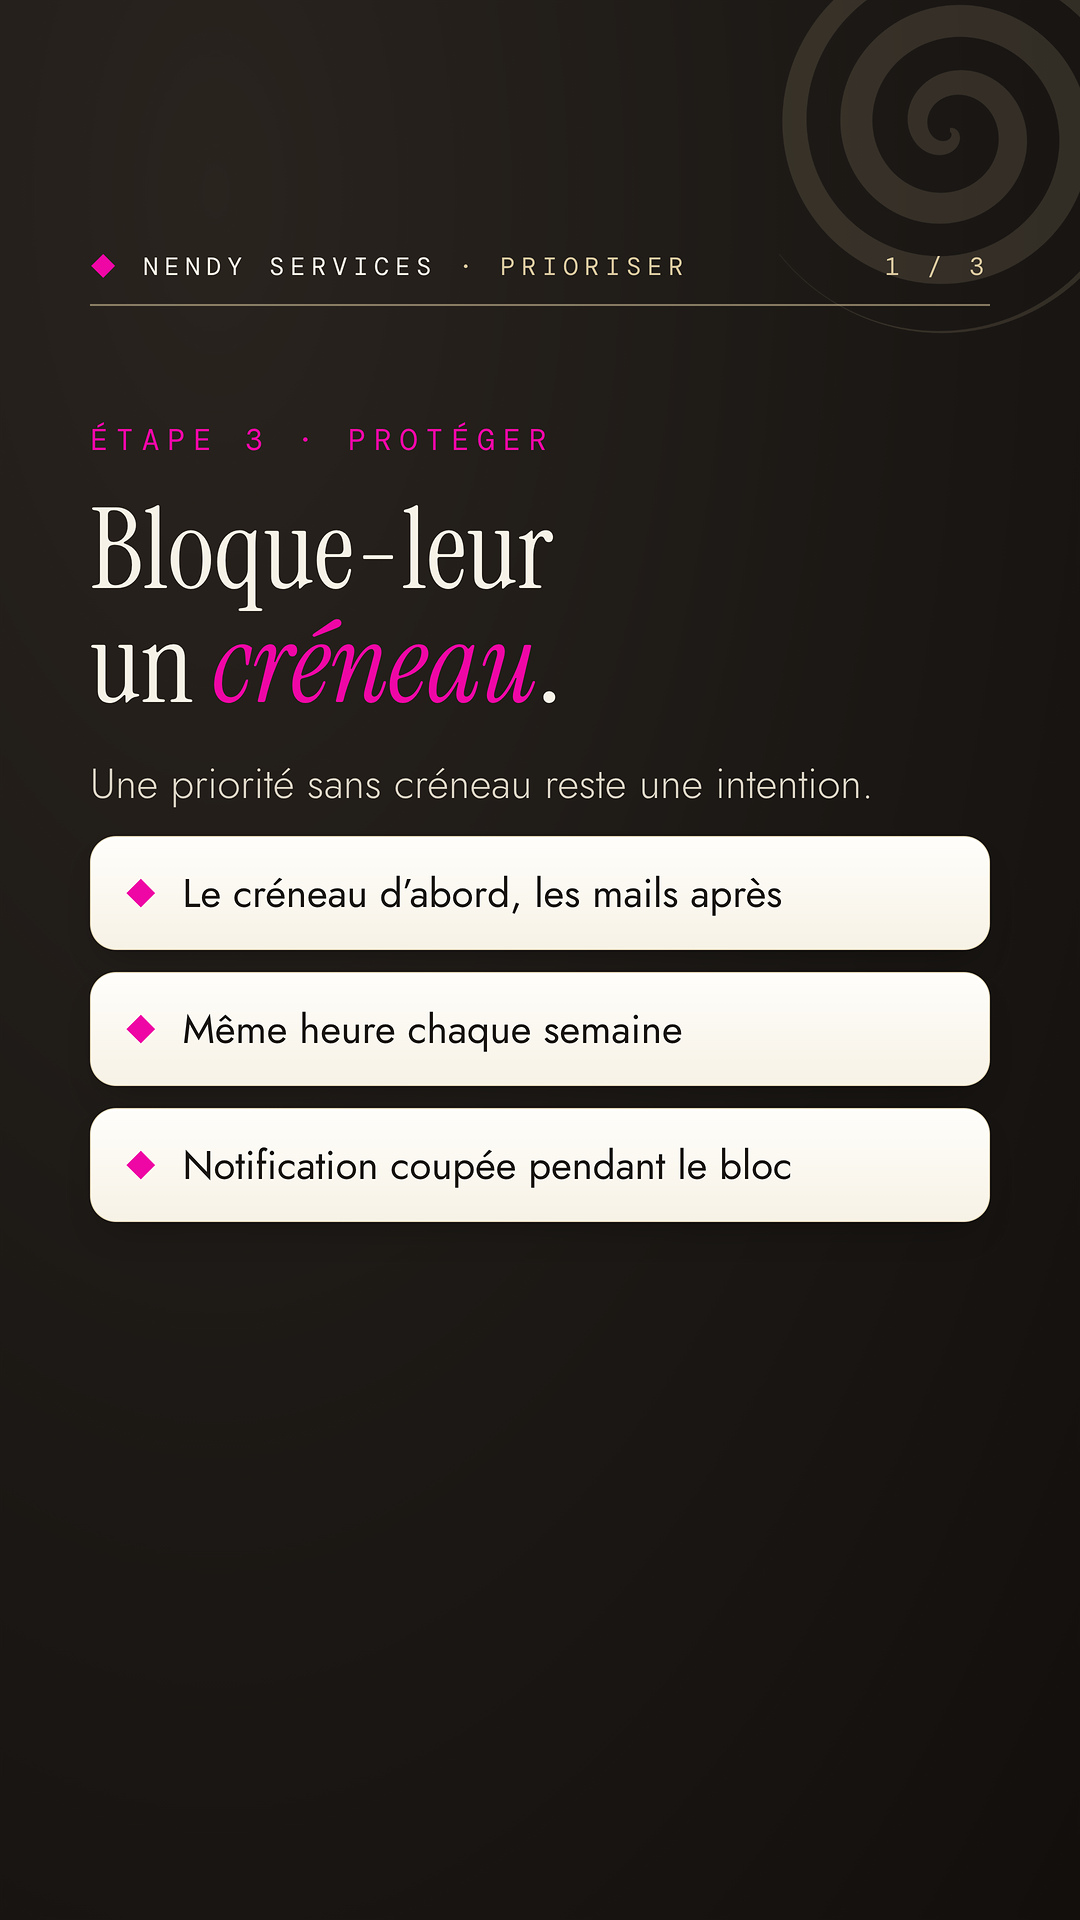 NENDY SERVICES · PRIORISER 1 / 3
ÉTAPE 3 · PROTÉGER
Bloque-leur
un créneau.
Une priorité sans créneau reste une intention.
Le créneau d’abord, les mails après
Même heure chaque semaine
Notification coupée pendant le bloc